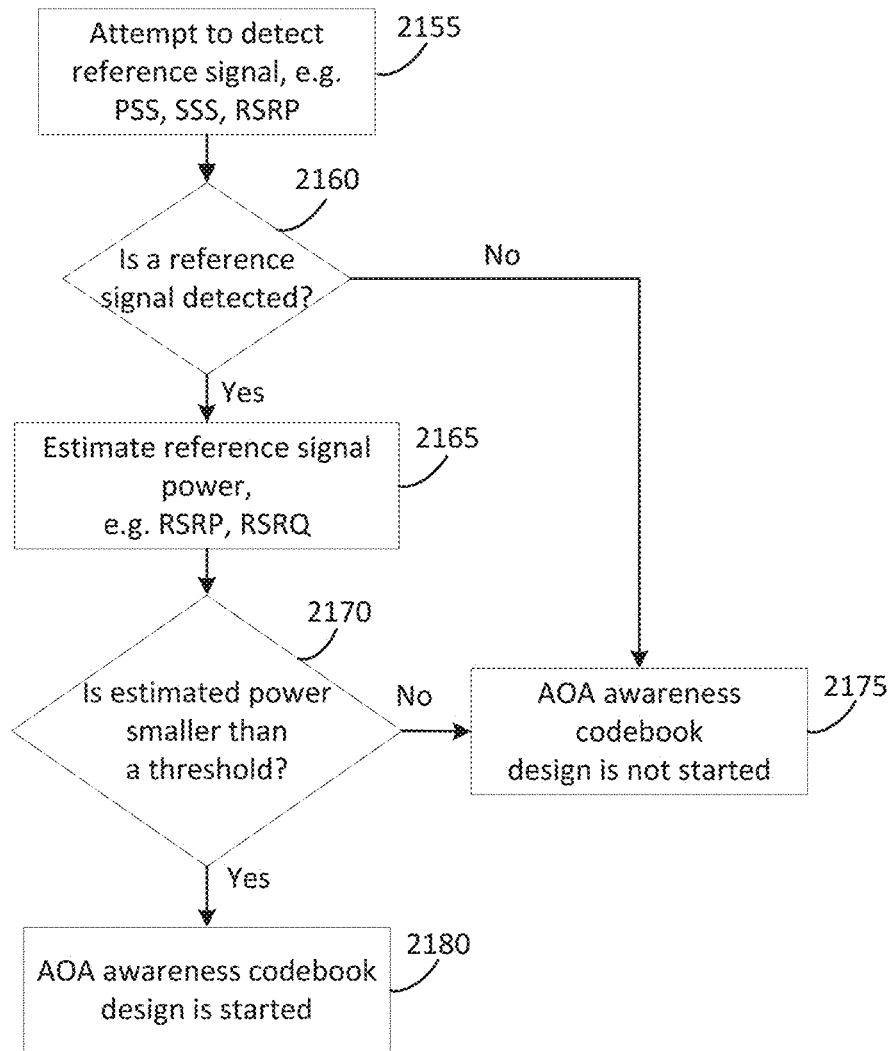 Attempt to detect
reference signal, e.g.
PSS, SSS, RSRP
2155
2160
Is a reference
signal detected?
No
Yes
Estimate reference signal
power,
e.g. RSRP, RSRQ
2165
2170
Is estimated power
smaller than
a threshold?
No
AOA awareness
codebook
design is not started
2175
Yes
AOA awareness codebook
design is started
2180